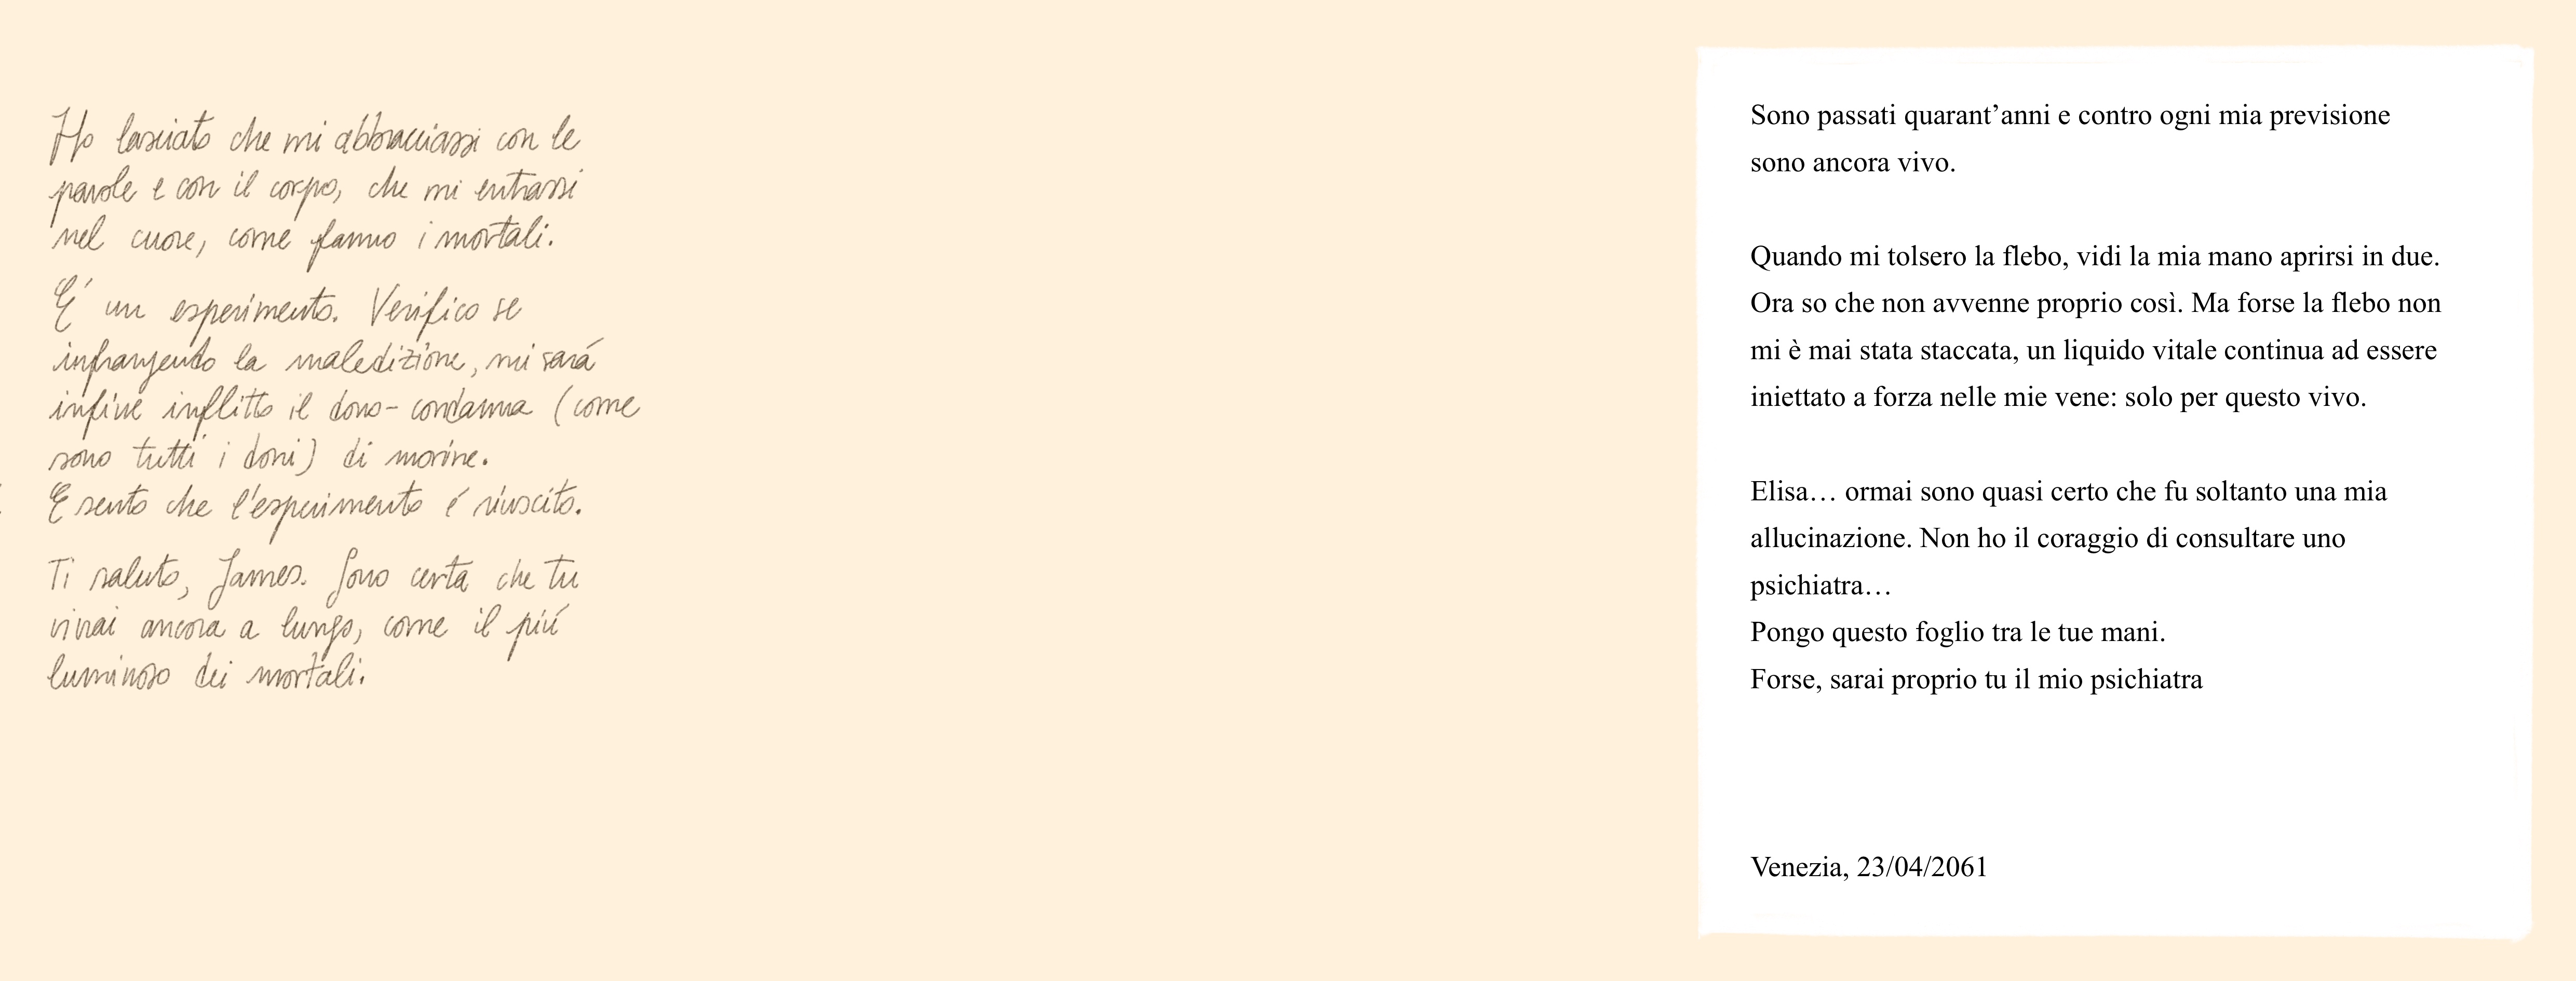 Ho lasciato che mi abbracciassi con le
parole e con il corpo, che mi entrassi
nel cuore, come fanno i mortali.
É un esperimento. Verifico se
infrangendo la maledizione, mi sará
infine inflitto il dono-condanna (come
sono tutti i doni) di morire.
E sento che l'esperimento é riuscito.
Ti saluto, James. Sono certa che tu
vivrai ancora a lungo, come il piú
luminoso dei mortali.
Sono passati quarant’anni e contro ogni mia previsione
sono ancora vivo.
Quando mi tolsero la flebo, vidi la mia mano aprirsi in due.
Ora so che non avvenne proprio così. Ma forse la flebo non
mi è mai stata staccata, un liquido vitale continua ad essere
iniettato a forza nelle mie vene: solo per questo vivo.
Elisa… ormai sono quasi certo che fu soltanto una mia
allucinazione. Non ho il coraggio di consultare uno
psichiatra…
Pongo questo foglio tra le tue mani.
Forse, sarai proprio tu il mio psichiatra
Venezia, 23/04/2061